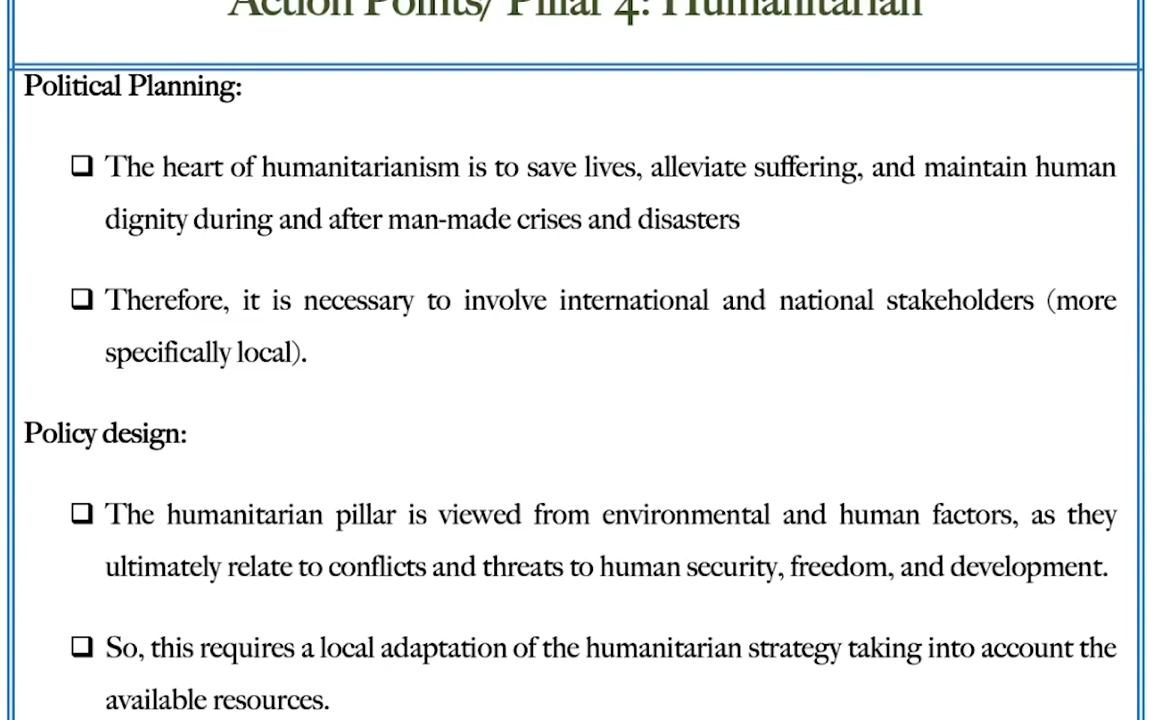 Action Points/ Pillar 4: Humanitarian
Political Planning:
❑ The heart of humanitarianism is to save lives, alleviate suffering, and maintain human
dignity during and after man-made crises and disasters
❑ Therefore, it is necessary to involve international and national stakeholders (more
specifically local).
Policy design:
❑ The humanitarian pillar is viewed from environmental and human factors, as they
ultimately relate to conflicts and threats to human security, freedom, and development.
❑ So, this requires a local adaptation of the humanitarian strategy taking into account the
available resources.